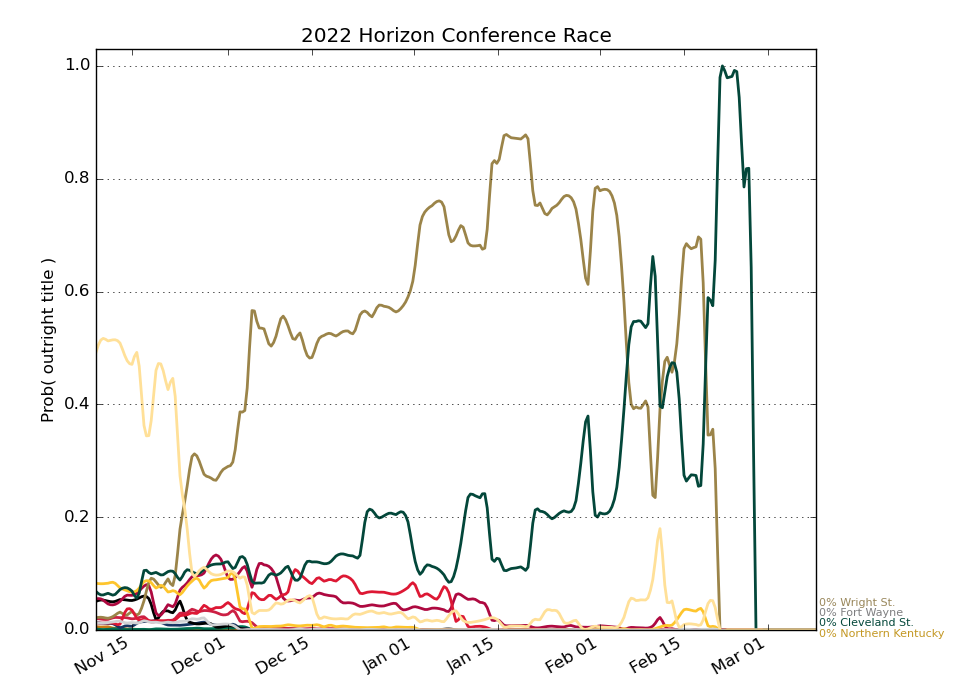 2022 Horizon Conference Race
Prob( outright title )
1.0
0.8
0.6
0.4
0.2
0.0
Nov 15
Dec 01
Dec 15
Jan 01
Jan 15
Feb 01
Feb 15
Mar 01
0% Wright St.
0% Fort Wayne
0% Cleveland St.
0% Northern Kentucky